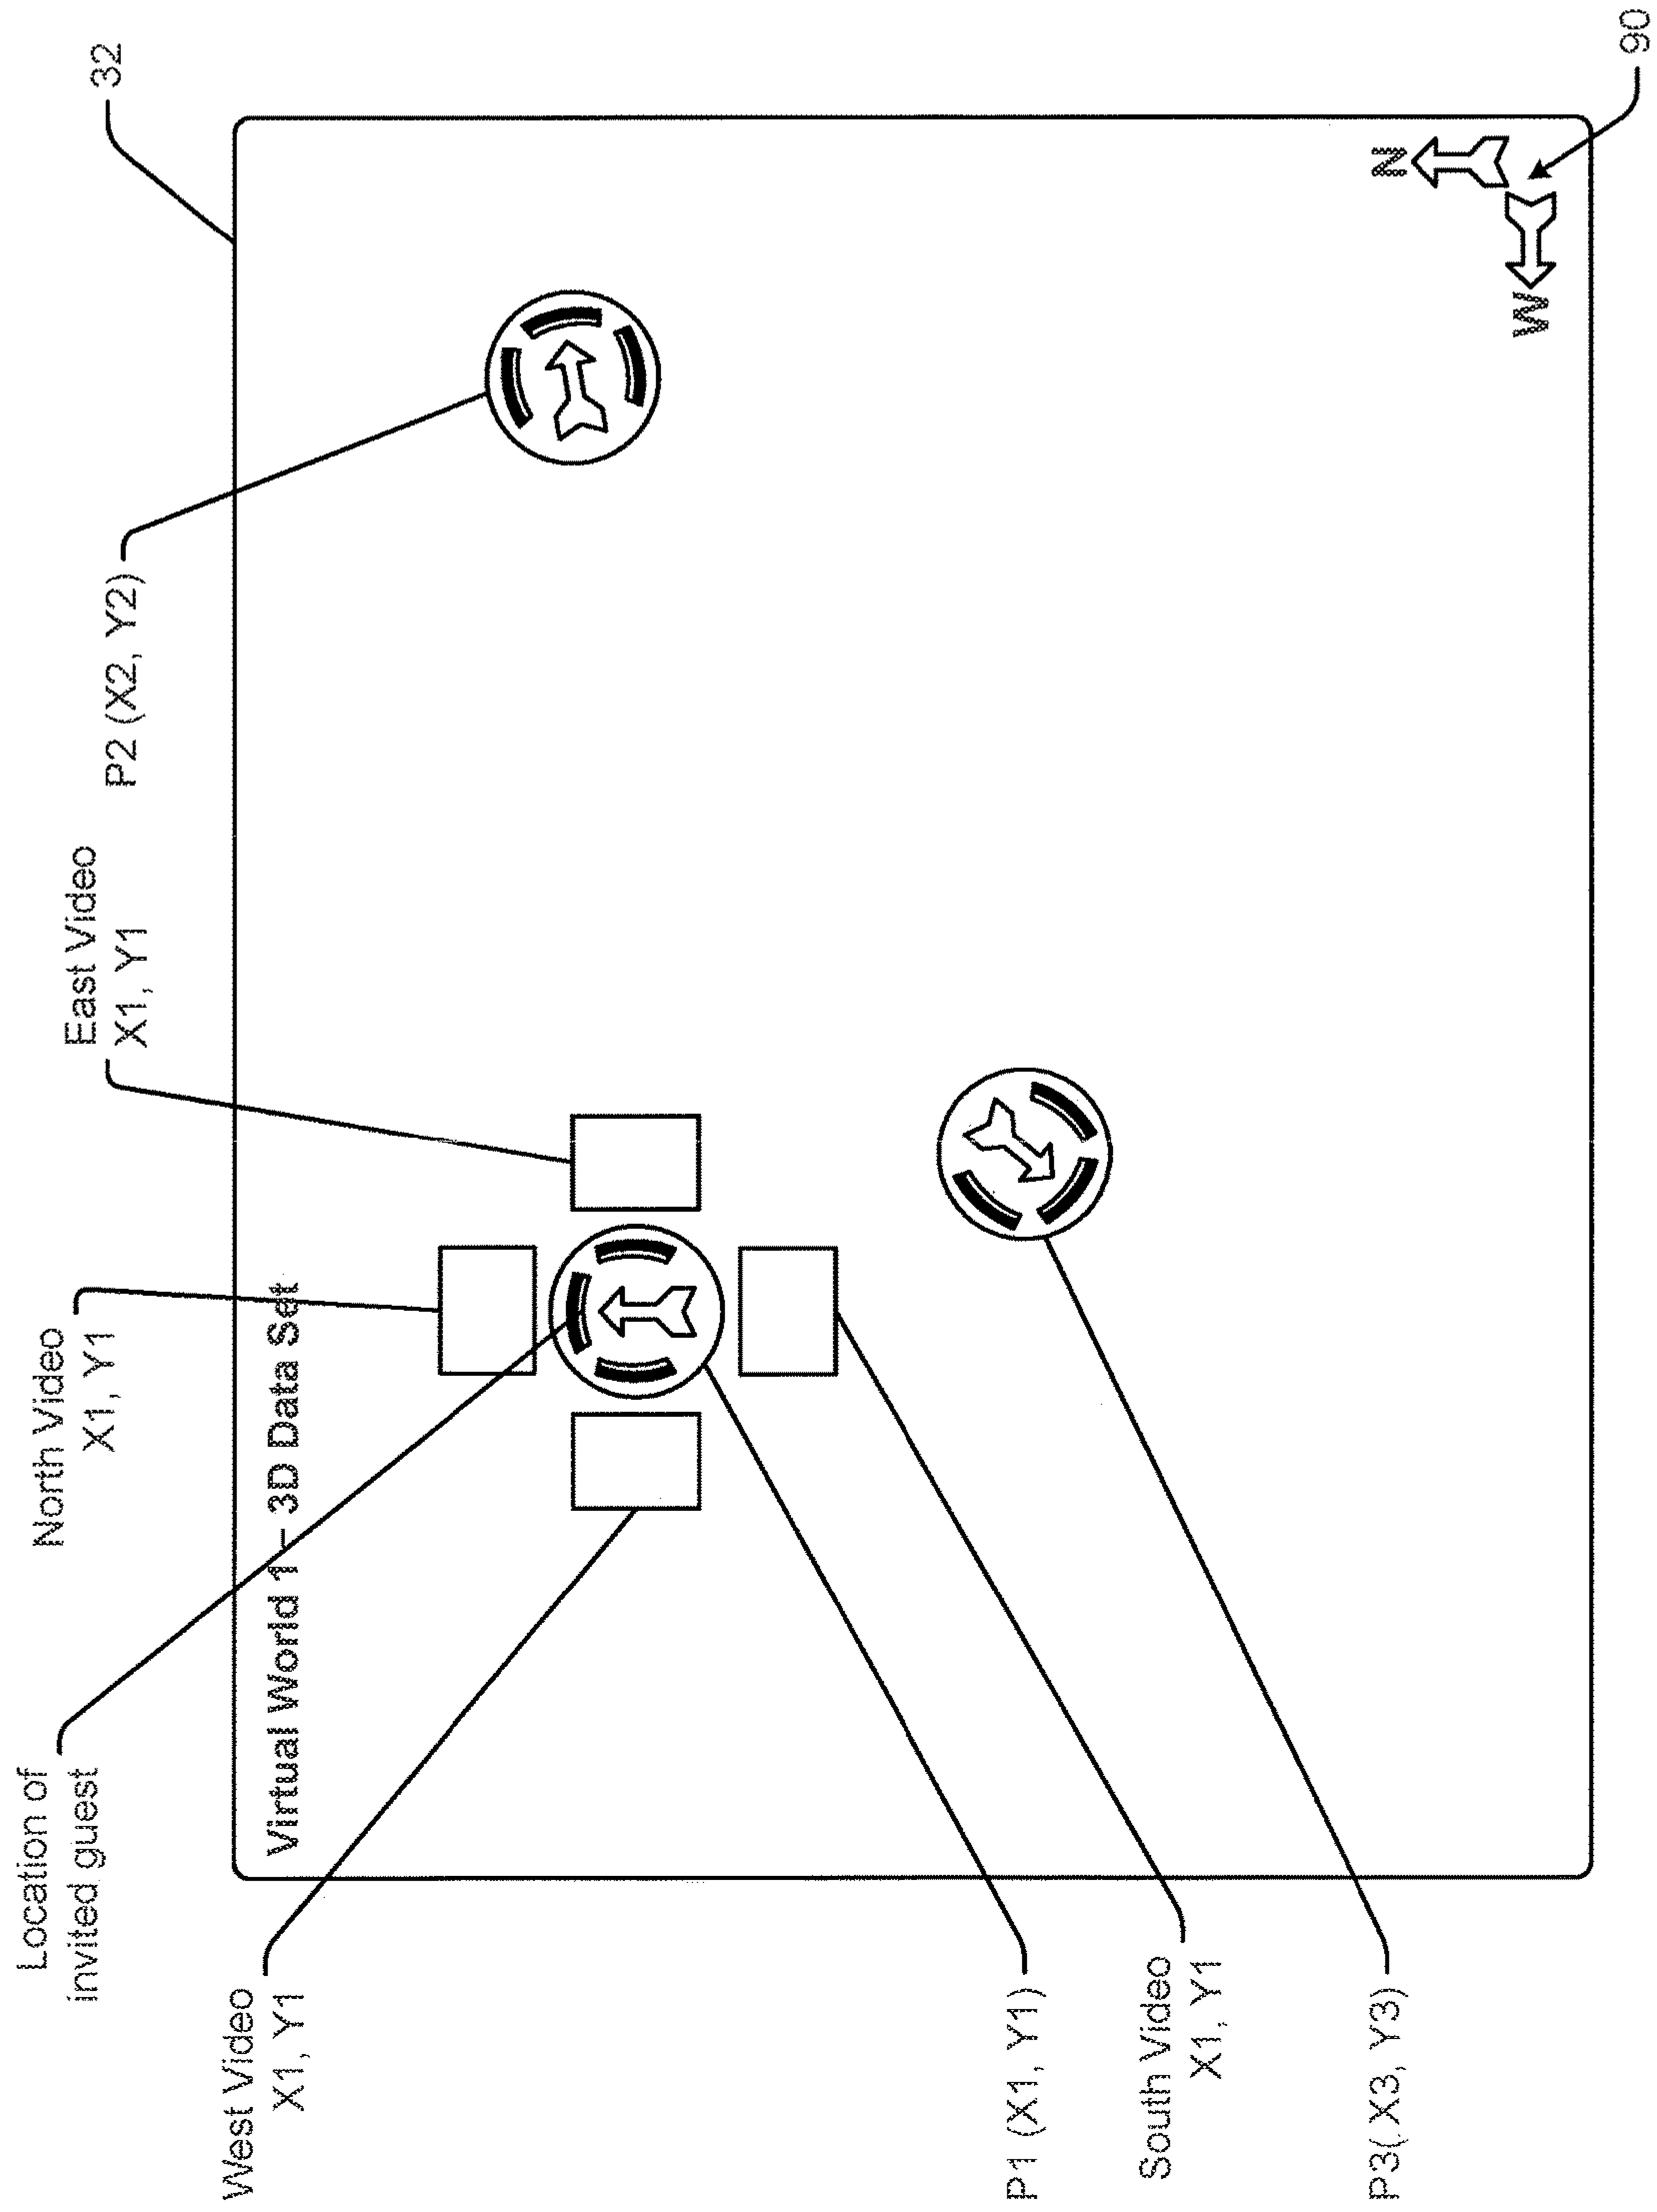 32
P2 (X2, Y2)
East Video
X1, Y1
North Video
X1, Y1
Location of
invited guest
West Video
X1, Y1
Virtual World 1 – 3D Data Set
P1 (X1, Y1)
South Video
X1, Y1
P3( X3, Y3)
N
W
90